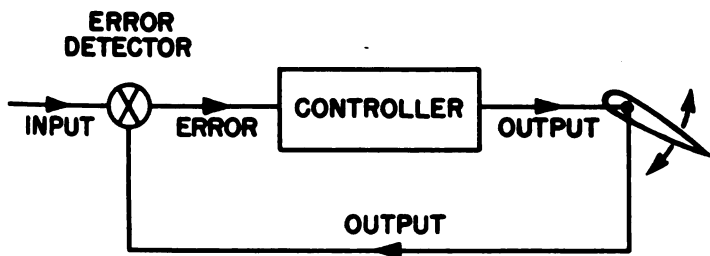 ERROR
DETECTOR
INPUT
ERROR
CONTROLLER
OUTPUT
OUTPUT